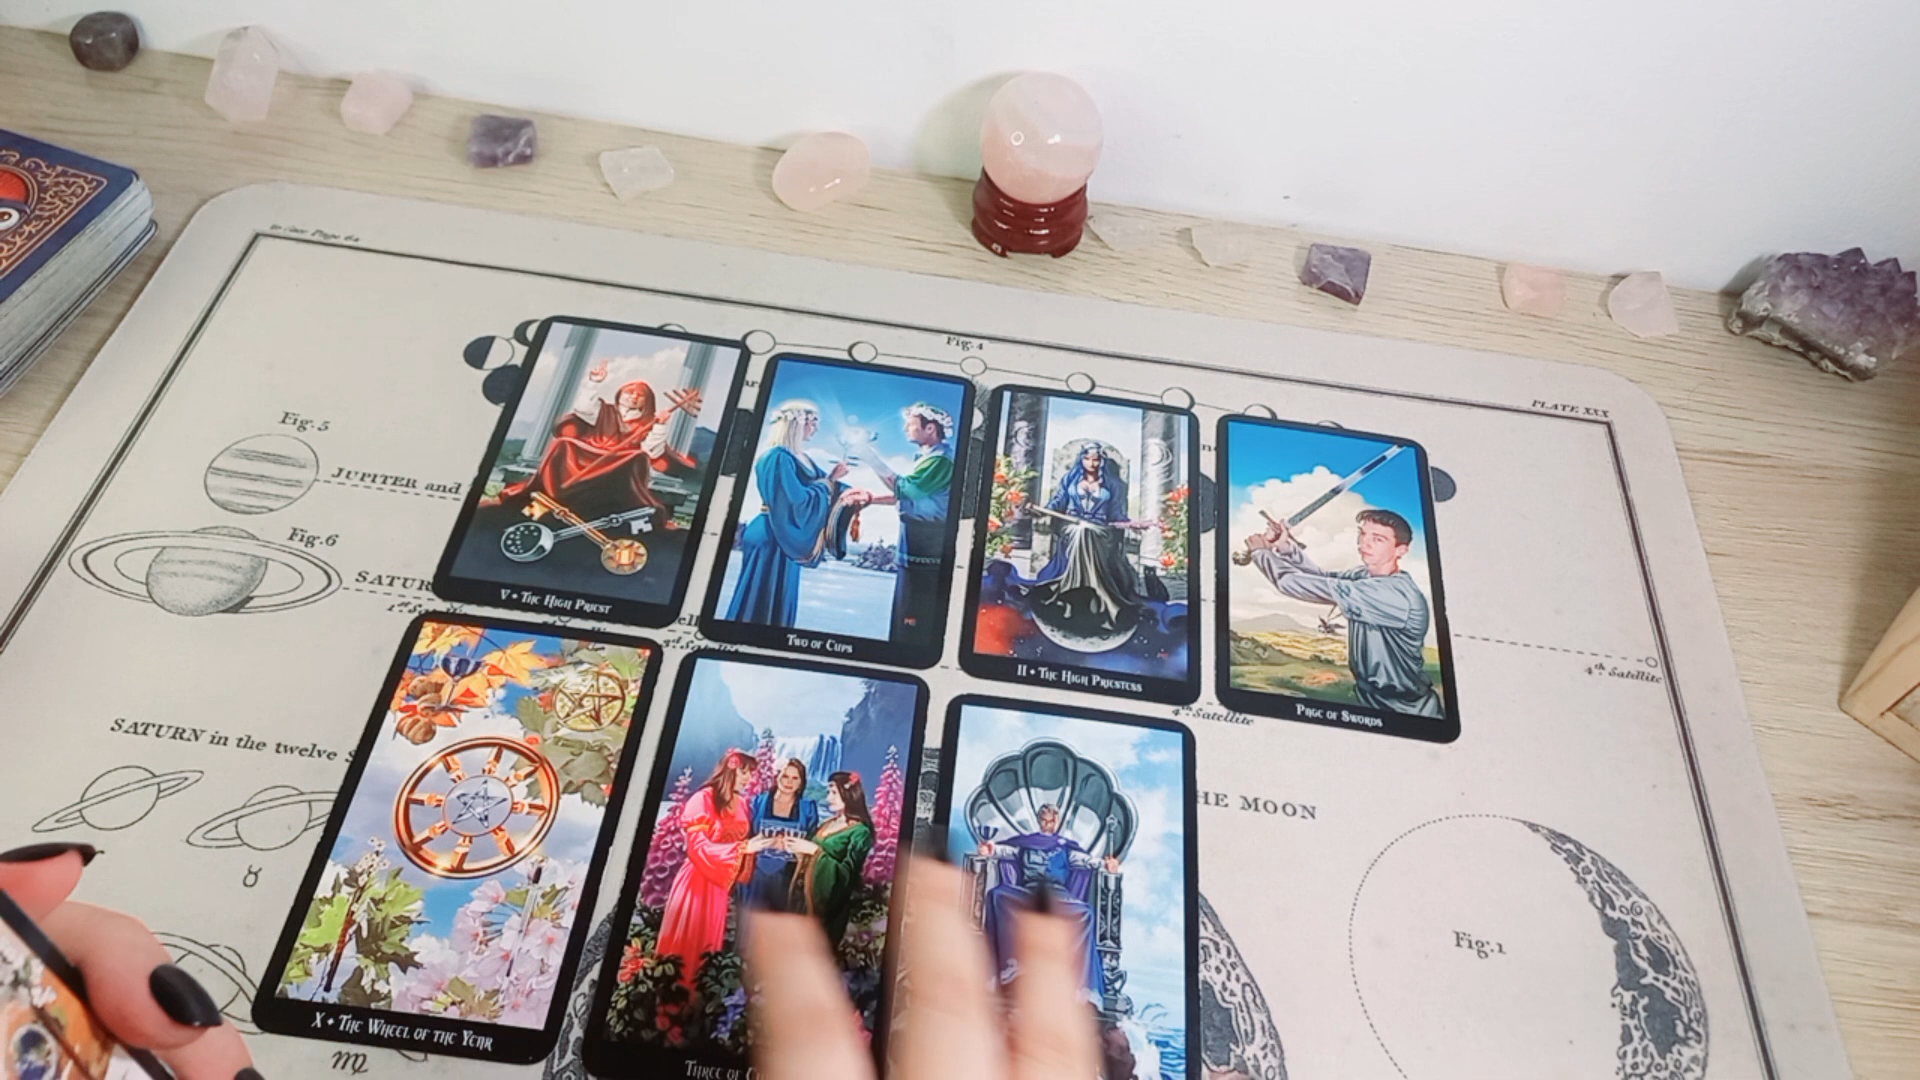 Fig. 4
PLATE XXX
Fig. 5
JUPITER and
Fig. 6
SATUR
V • THE HIGH PRIEST
TWO OF CUPS
II • THE HIGH PRIESTESS
PAGE OF SWORDS
4th Satellite
4th Satellite
SATURN in the twelve
HE MOON
Fig. 1
X • THE WHEEL OF THE YEAR
THREE OF C